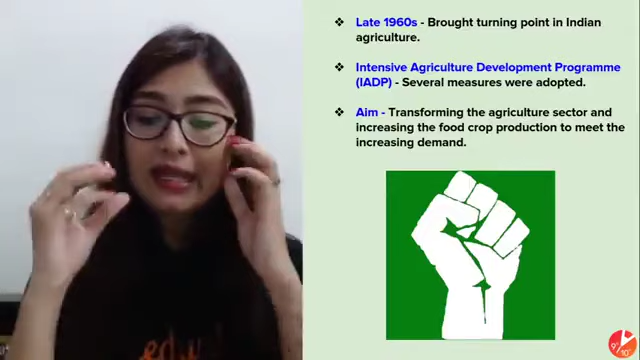 ❖ Late 1960s - Brought turning point in Indian
agriculture.
❖ Intensive Agriculture Development Programme
(IADP) - Several measures were adopted.
❖ Aim - Transforming the agriculture sector and
increasing the food crop production to meet the
increasing demand.